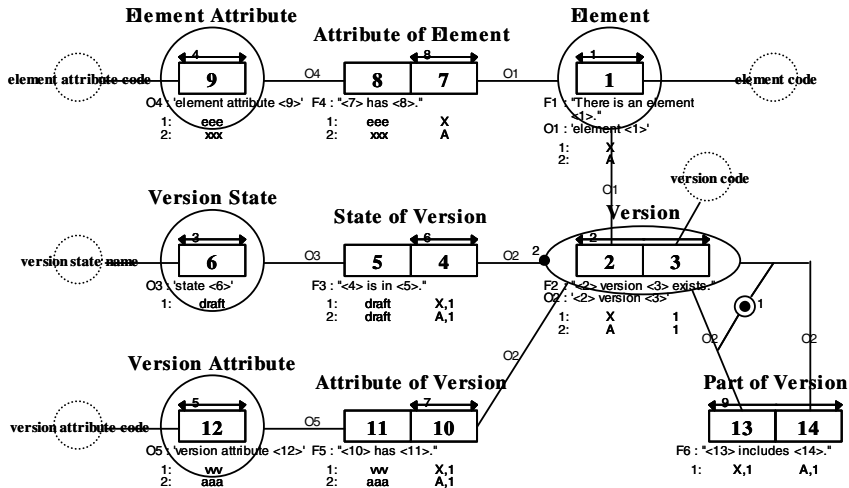 Element Attribute
Attribute of Element
Element
4
8
1
element attribute code
9
O4
8
7
O1
1
element code
O4 : 'element attribute <9>'
F4 : "<7> has <8>."
F1 : "There is an element <1>."
O1 : 'element <1>'
1: eee
2: xxx
1: eee X
2: xxx A
1: X
2: A
version code
O1
Version State
State of Version
Version
3
6
2
2
version state name
6
O3
5
4
O2
2
3
O3 : 'state <6>'
F3 : "<4> is in <5>."
F2 : "<2> version <3> exists."
O2 : '<2> version <3>'
1: draft
1: draft X,1
2: draft A,1
1: X 1
2: A 1
1
O2
O2
O2
Version Attribute
Attribute of Version
Part of Version
5
7
9
version attribute code
12
O5
11
10
13
14
O5 : 'version attribute <12>'
F5 : "<10> has <11>."
F6 : "<13> includes <14>."
1: vvv
2: aaa
1: vvv X,1
2: aaa A,1
1: X,1 A,1